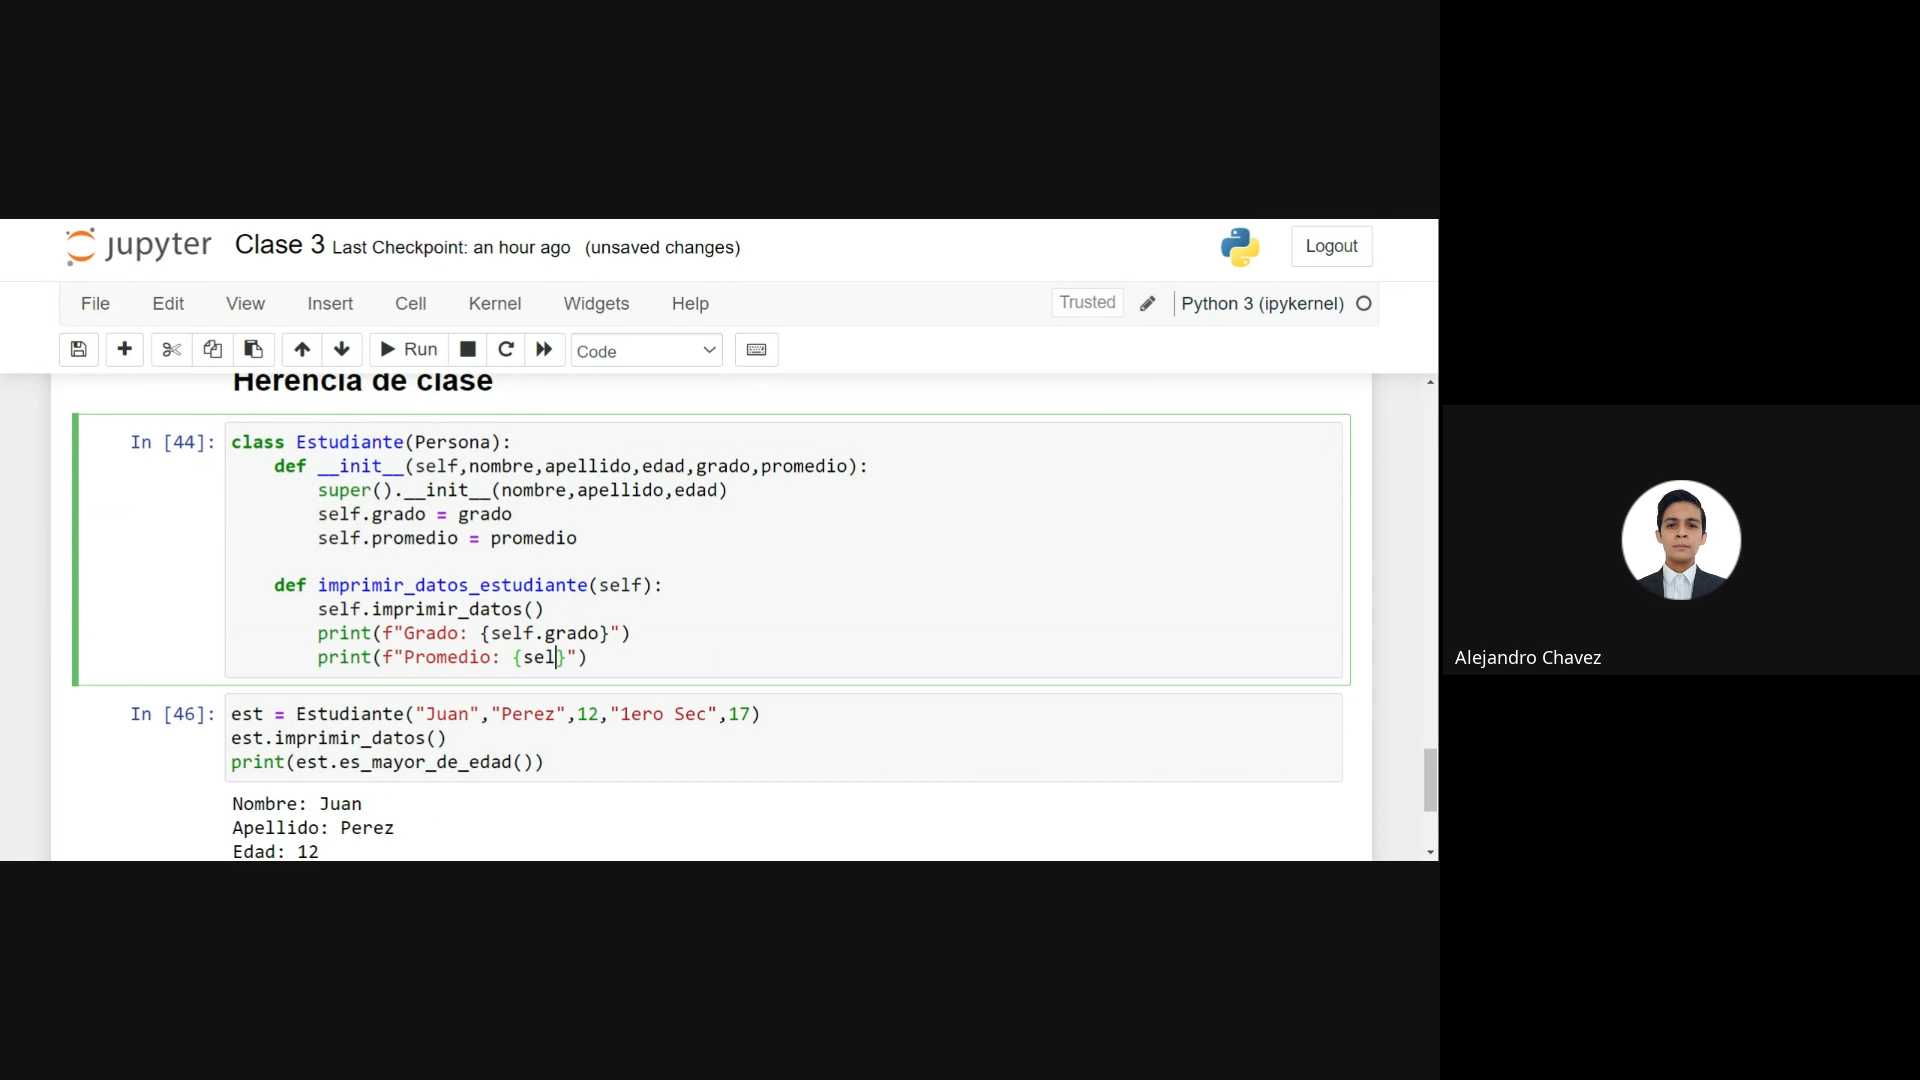 jupyter Clase 3 Last Checkpoint: an hour ago (unsaved changes)
Logout
File Edit View Insert Cell Kernel Widgets Help
Trusted Python 3 (ipykernel)
Run Code
Herencia de clase
In [44]: class Estudiante(Persona):
def __init__(self,nombre,apellido,edad,grado,promedio):
super().__init__(nombre,apellido,edad)
self.grado = grado
self.promedio = promedio
def imprimir_datos_estudiante(self):
self.imprimir_datos()
print(f"Grado: {self.grado}")
print(f"Promedio: {sel}")
In [46]: est = Estudiante("Juan","Perez",12,"1ero Sec",17)
est.imprimir_datos()
print(est.es_mayor_de_edad())
Nombre: Juan
Apellido: Perez
Edad: 12
Alejandro Chavez